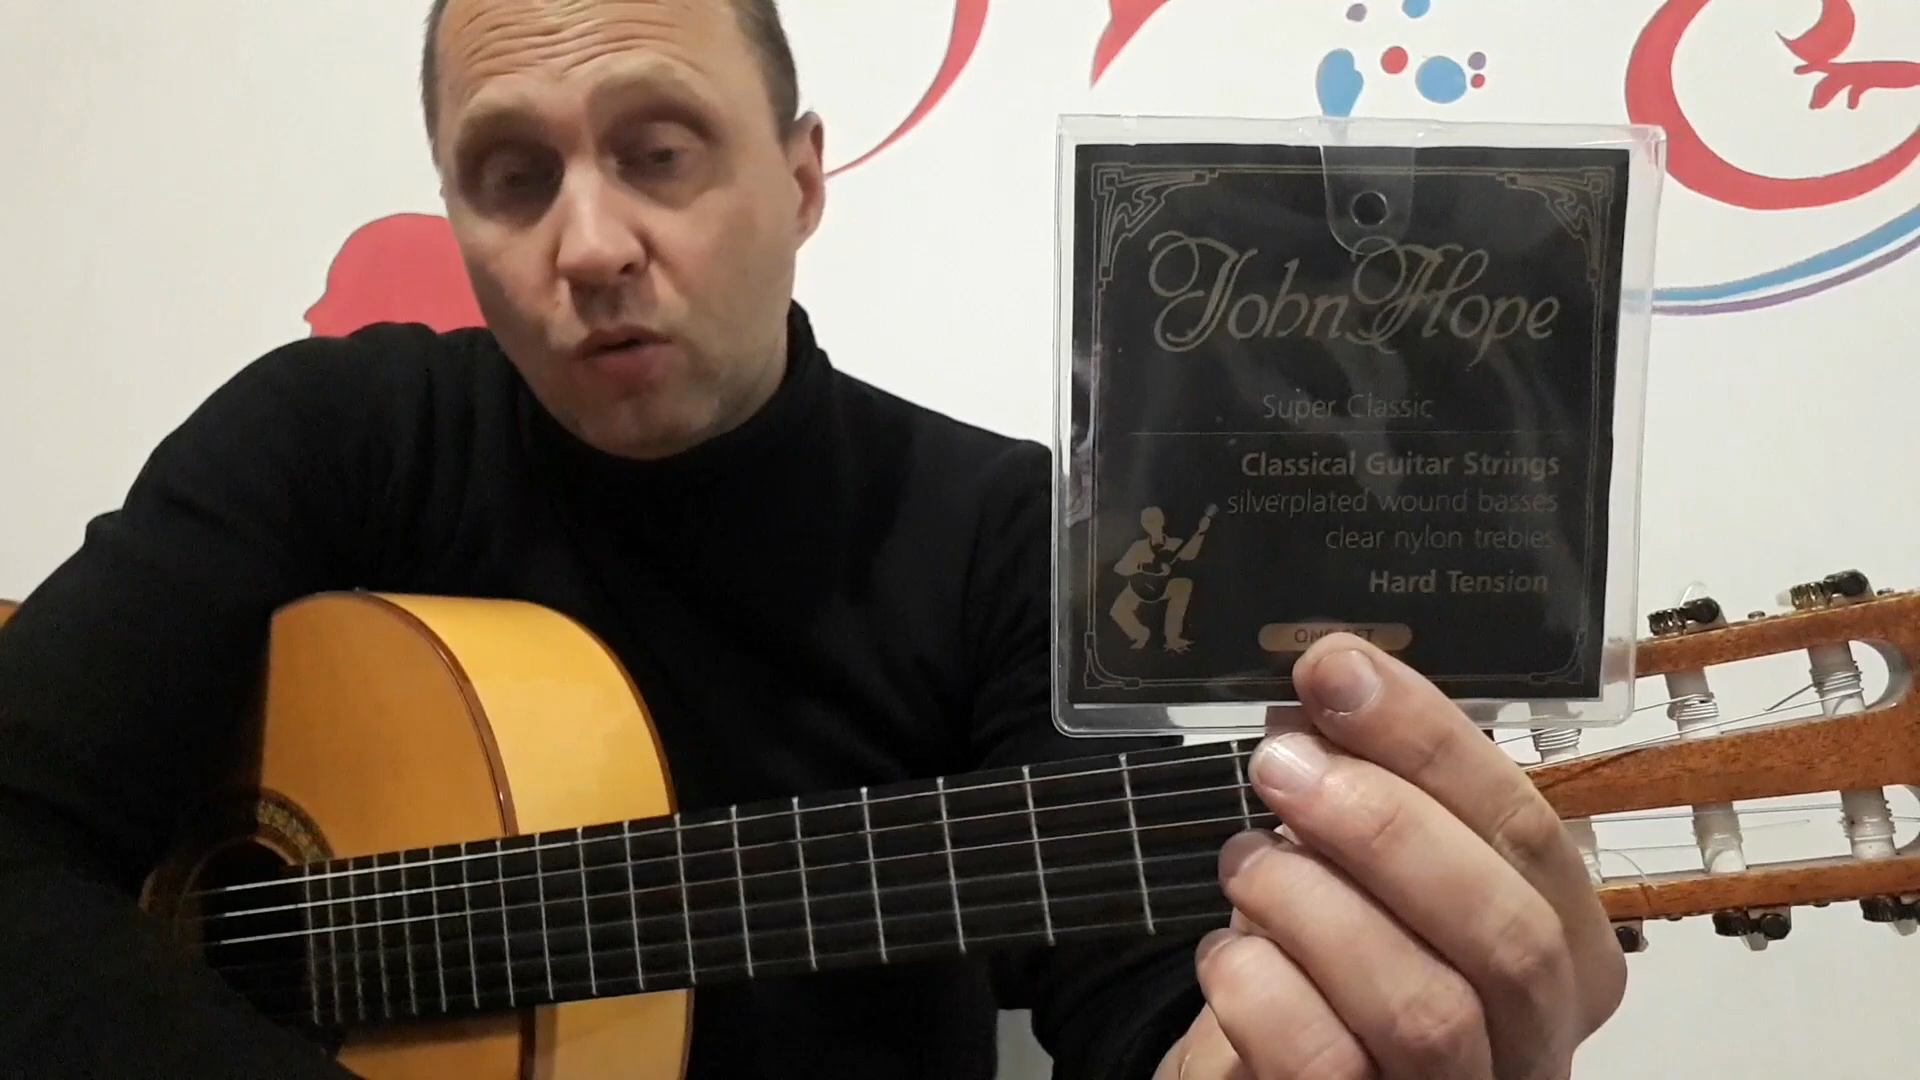 John Hope
Super Classic
Classical Guitar Strings
silverplated wound basses
clear nylon trebles
Hard Tension